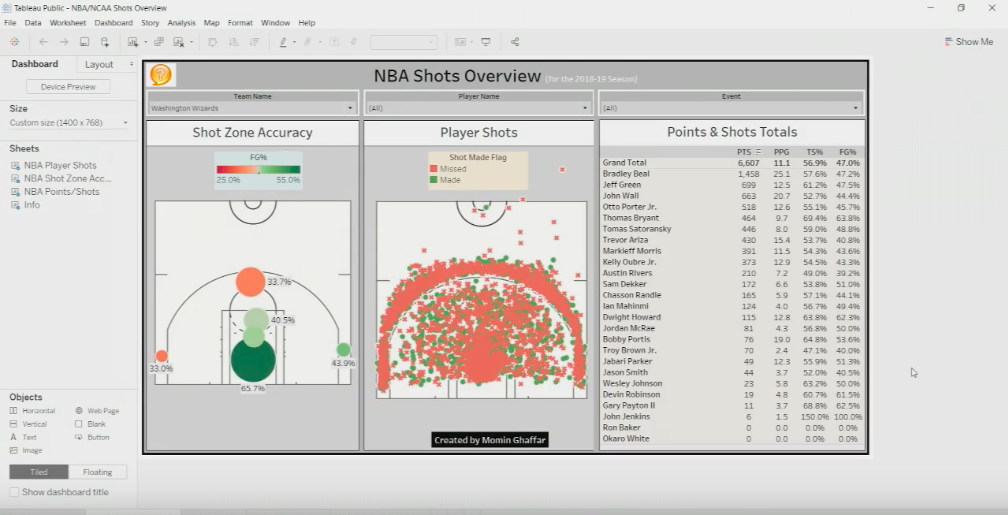 Tableau Public - NBA/NCAA Shots Overview
File Data Worksheet Dashboard Story Analysis Map Format Window Help
Show Me
Dashboard Layout
Device Preview
Size
Custom size (1400 x 768)
Sheets
NBA Player Shots
NBA Shot Zone Acc...
NBA Points/Shots
Info
Objects
Horizontal Web Page
Vertical Blank
Text Button
Image
Tiled Floating
Show dashboard title
NBA Shots Overview (for the 2018-19 Season)
Team Name Player Name Event
Washington Wizards (All) (All)
Shot Zone Accuracy
FG%
25.0% 55.0%
33.7%
40.5%
33.0%
43.9%
65.7%
Player Shots
Shot Made Flag
Missed
Made
Created by Momin Ghaffar
Points & Shots Totals
PTS PPG TS% FG%
Grand Total 6,607 11.1 56.9% 47.0%
Bradley Beal 1,458 25.1 57.6% 47.2%
Jeff Green 699 12.5 61.2% 47.5%
John Wall 663 20.7 52.7% 44.4%
Otto Porter Jr. 518 12.6 55.1% 45.7%
Thomas Bryant 464 9.7 69.4% 63.8%
Tomas Satoransky 446 8.0 59.0% 48.8%
Trevor Ariza 430 15.4 53.7% 40.8%
Markieff Morris 391 11.5 54.3% 43.6%
Kelly Oubre Jr. 373 12.9 54.5% 43.3%
Austin Rivers 210 7.2 49.0% 39.2%
Sam Dekker 172 6.6 53.8% 51.0%
Chasson Randle 165 5.9 57.1% 44.1%
Ian Mahinmi 124 4.0 56.7% 49.4%
Dwight Howard 115 12.8 63.8% 62.3%
Jordan McRae 81 4.3 56.8% 50.0%
Bobby Portis 76 19.0 64.8% 53.6%
Troy Brown Jr. 70 2.4 47.1% 40.0%
Jabari Parker 49 12.3 55.9% 51.3%
Jason Smith 44 3.7 52.0% 40.5%
Wesley Johnson 23 5.8 63.2% 50.0%
Devin Robinson 19 4.8 60.7% 61.5%
Gary Payton II 11 3.7 68.8% 62.5%
John Jenkins 6 1.5 150.0% 100.0%
Ron Baker 0 0.0 0.0% 0.0%
Okaro White 0 0.0 0.0% 0.0%